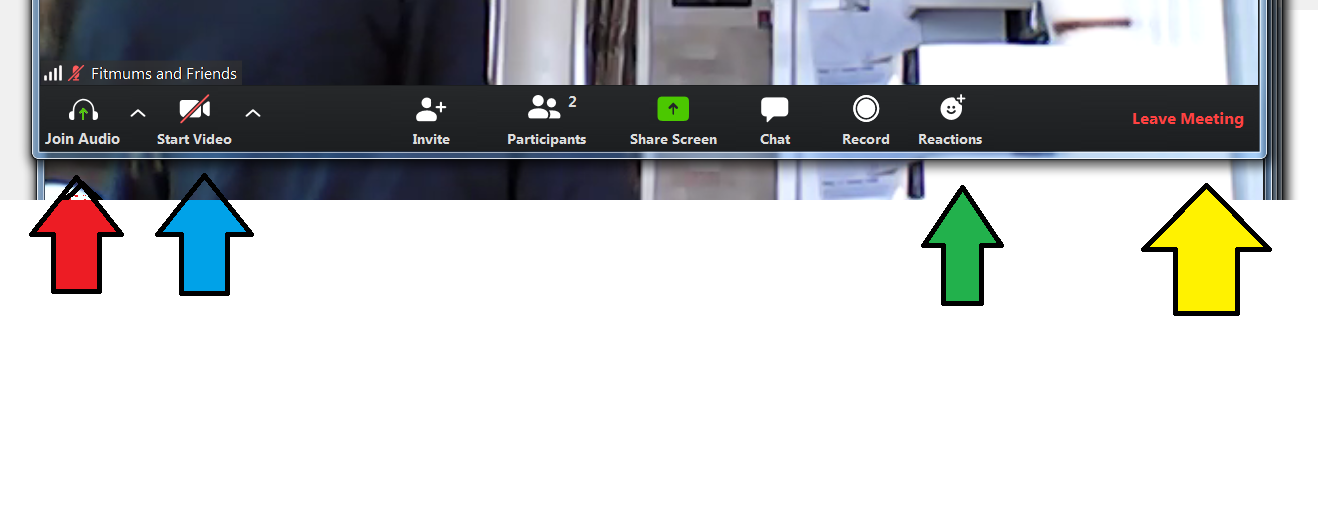 Fitmums and Friends
2
Join Audio Start Video Invite Participants Share Screen Chat Record Reactions Leave Meeting